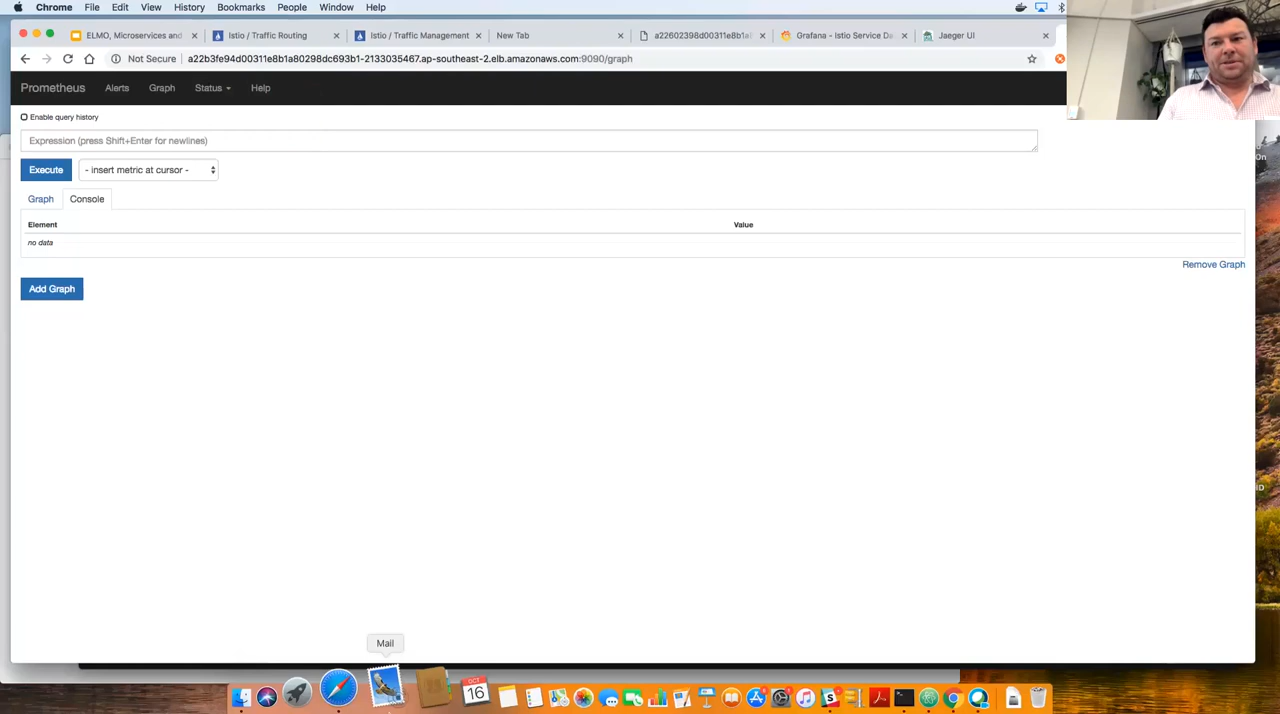 Chrome File Edit View History Bookmarks People Window Help
ELMO, Microservices and Istio / Traffic Routing Istio / Traffic Management New Tab a22602398d00311e8b1a Grafana - Istio Service Da Jaeger UI
Not Secure a22b3fe94d00311e8b1a80298dc693b1-2133035467.ap-southeast-2.elb.amazonaws.com:9090/graph
Prometheus Alerts Graph Status Help
Enable query history
Expression (press Shift+Enter for newlines)
Execute - insert metric at cursor -
Graph Console
Element Value
no data
Remove Graph
Add Graph
Mail
OCT
16
On